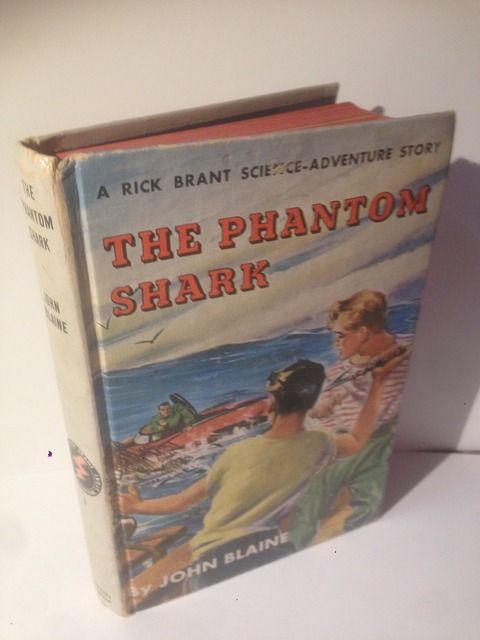 A RICK BRANT SCIENCE-ADVENTURE STORY
THE PHANTOM
SHARK
By JOHN BLAINE
THE
PHANTOM
SHARK
JOHN
BLAINE